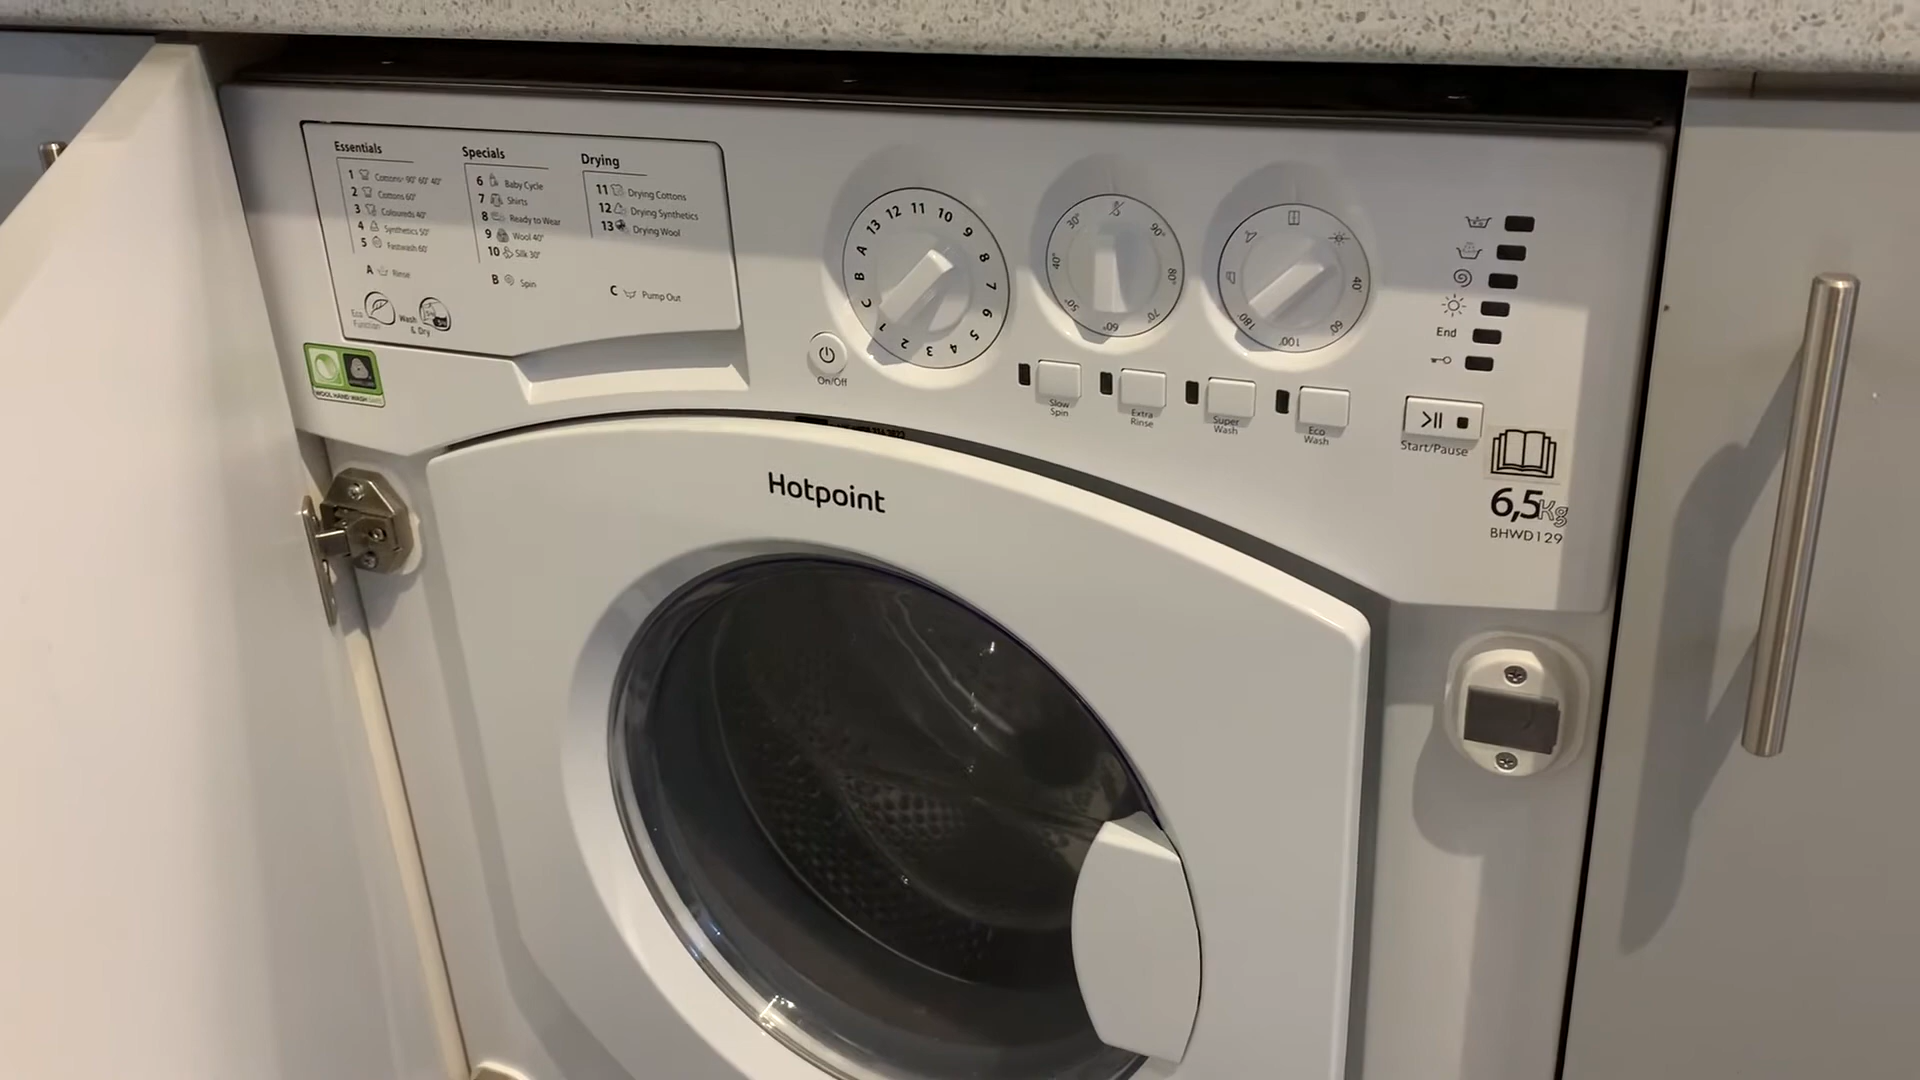 Essentials
1 Cottons 90° 60° 40°
2 Cottons 60°
3 Coloureds 40°
4 Synthetics 50°
5 Fastwash 60'
A Rinse
Eco
Function
Wash
& Dry
Specials
6 Baby Cycle
7 Shirts
8 Ready to Wear
9 Wool 40°
10 Silk 30°
B Spin
Drying
11 Drying Cottons
12 Drying Synthetics
13 Drying Wool
C Pump Out
WOOL HAND WASH
On/Off
1 2 3 4 5 6 7 8 9 10 11 12 13 A B C
30° 40° 50° 60° 70° 80° 90°
40' 60' 100' 180'
Slow
Spin
Extra
Rinse
Super
Wash
Eco
Wash
End
Start/Pause
6,5Kg
BHWD129
Hotpoint